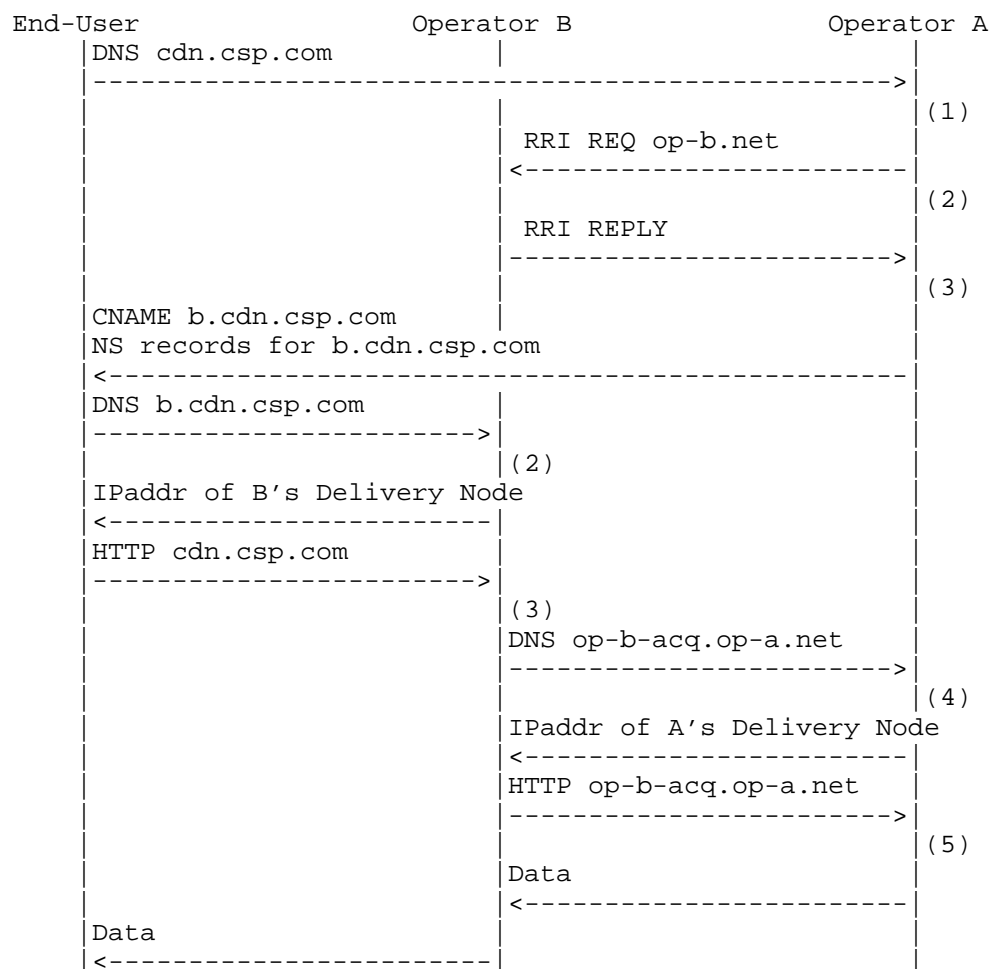 End-User Operator B Operator A
DNS cdn.csp.com
(1)
RRI REQ op-b.net
(2)
RRI REPLY
(3)
CNAME b.cdn.csp.com
NS records for b.cdn.csp.com
DNS b.cdn.csp.com
(2)
IPaddr of B’s Delivery Node
HTTP cdn.csp.com
(3)
DNS op-b-acq.op-a.net
(4)
IPaddr of A’s Delivery Node
HTTP op-b-acq.op-a.net
(5)
Data
Data